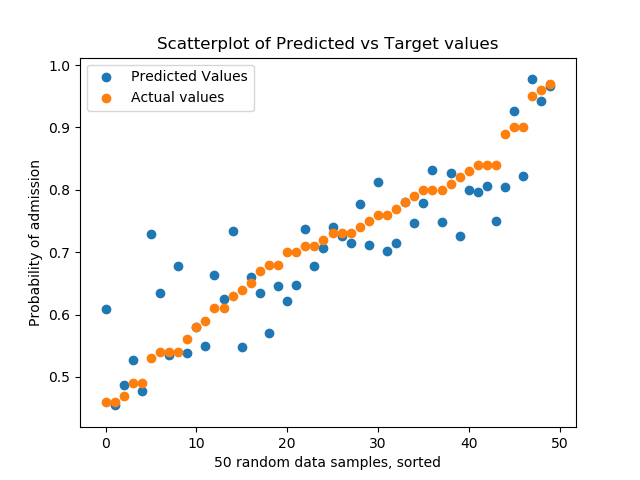 Scatterplot of Predicted vs Target values
Predicted Values
Actual values
Probability of admission
1.0
0.9
0.8
0.7
0.6
0.5
0 10 20 30 40 50
50 random data samples, sorted